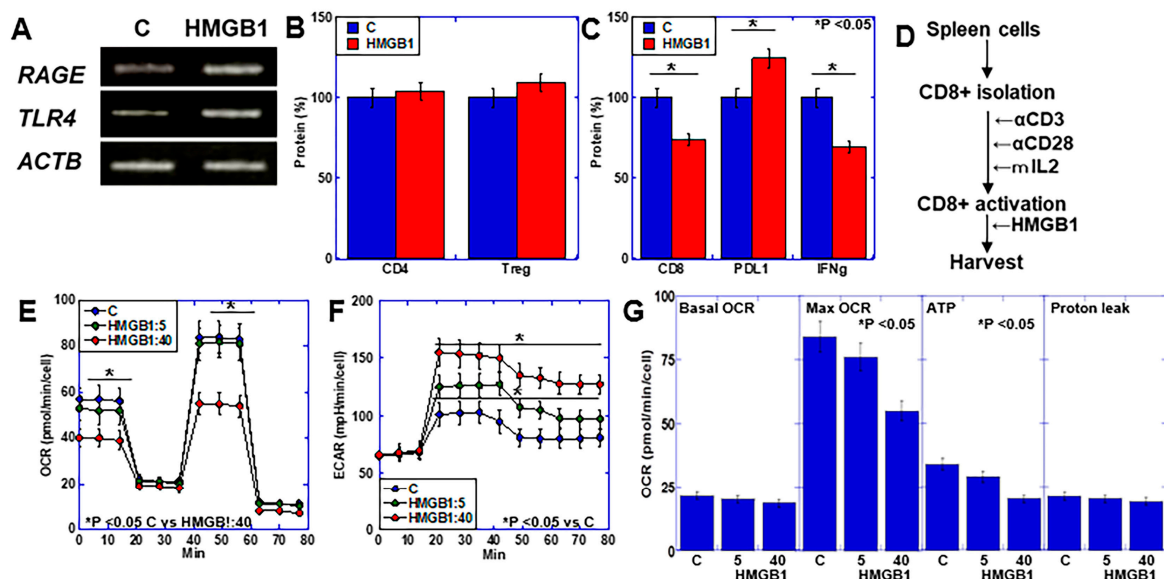 A
C HMGB1
RAGE
TLR4
ACTB
B
C
HMGB1
Protein (%)
150
100
50
0
CD4 Treg
C
C
HMGB1
*P <0.05
*
*
*
Protein (%)
150
100
50
0
CD8 PDL1 IFNg
D
Spleen cells
CD8+ isolation
←αCD3
←αCD28
←mIL2
CD8+ activation
←HMGB1
Harvest
E
C
HMGB1:5
HMGB1:40
*
*
OCR (pmol/min/cell)
100
80
60
40
20
0
*P <0.05 C vs HMGB!:40
0 10 20 30 40 50 60 70 80
Min
F
ECAR (mpH/min/cell)
200
150
100
50
0
*
*
C
HMGB1:5
HMGB1:40
*P <0.05 vs C
0 10 20 30 40 50 60 70 80
Min
G
OCR (pmol/min/cell)
100
75
50
25
0
Basal OCR Max OCR ATP Proton leak
*P <0.05 *P <0.05
C 5 40 C 5 40 C 5 40 C 5 40
HMGB1 HMGB1 HMGB1 HMGB1